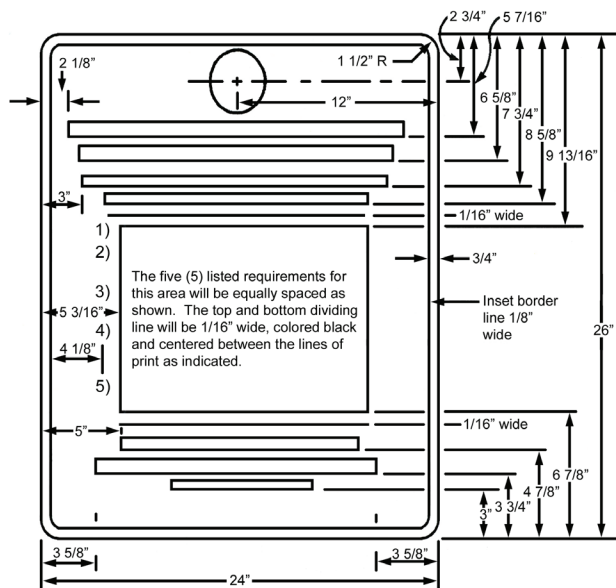 2 3/4" 5 7/16"
2 1/8"
1 1/2" R
12"
6 5/8"
7 3/4"
8 5/8"
9 13/16"
3"
1/16" wide
1)
2)
3)
4)
5)
The five (5) listed requirements for
this area will be equally spaced as
shown. The top and bottom dividing
line will be 1/16" wide, colored black
and centered between the lines of
print as indicated.
3/4"
5 3/16"
4 1/8"
Inset border
line 1/8"
wide
26"
5"
1/16" wide
6 7/8"
4 7/8"
3 3/4"
3"
3 5/8"
3 5/8"
24"